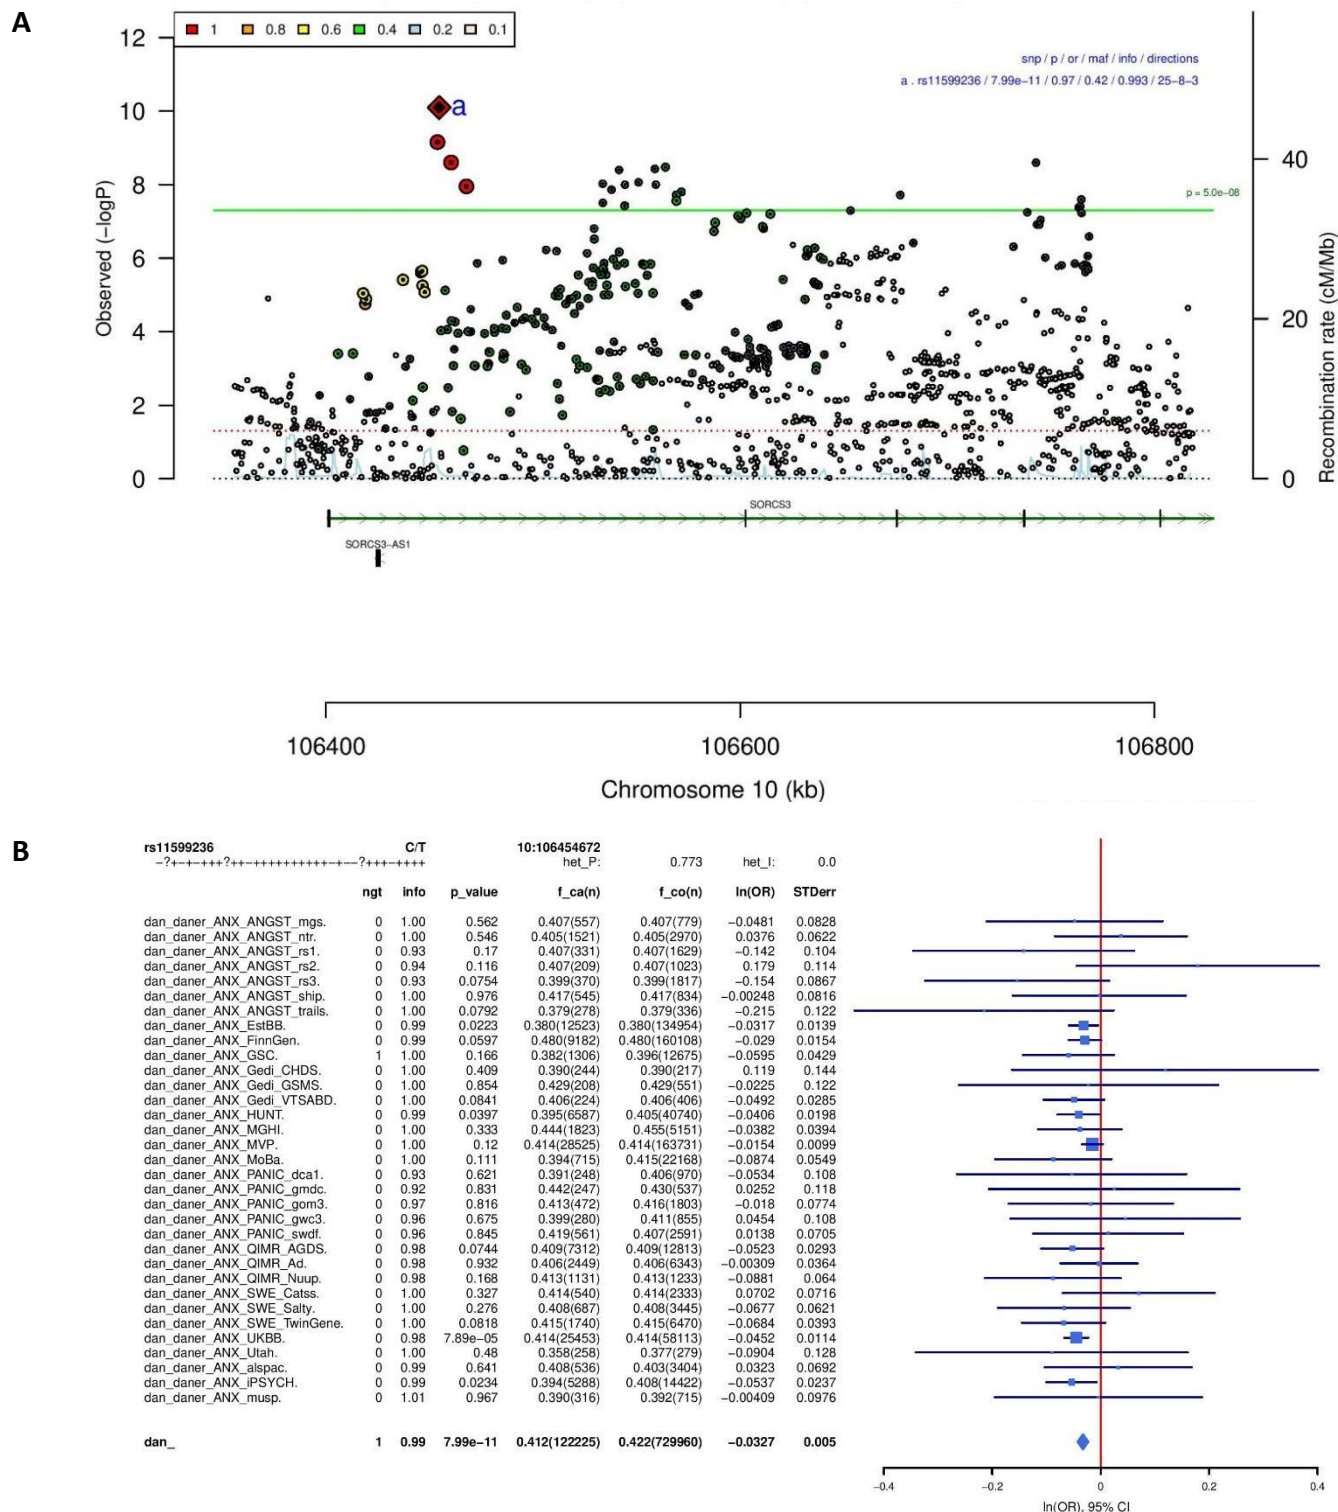 A
1 0.8 0.6 0.4 0.2 0.1
snp / p / or / maf / info / directions
a . rs11599236 / 7.99e−11 / 0.97 / 0.42 / 0.993 / 25−8−3
a
p = 5.0e−08
12
10
8
6
4
2
0
Observed (−logP)
40
20
0
Recombination rate (cM/Mb)
SORCS3
SORCS3−AS1
106400 106600 106800
Chromosome 10 (kb)
B
rs11599236 C/T 10:106454672
het_P: 0.773 het_I: 0.0
ngt info p_value f_ca(n) f_co(n) ln(OR) STDerr
dan_daner_ANX_ANGST_mgs. 0 1.00 0.562 0.407(557) 0.407(779) −0.0481 0.0828
dan_daner_ANX_ANGST_ntr. 0 1.00 0.546 0.405(1521) 0.405(2970) 0.0376 0.0622
dan_daner_ANX_ANGST_rs1. 0 0.93 0.17 0.407(331) 0.407(1629) −0.142 0.104
dan_daner_ANX_ANGST_rs2. 0 0.94 0.116 0.407(209) 0.407(1023) 0.179 0.114
dan_daner_ANX_ANGST_rs3. 0 0.93 0.0754 0.399(370) 0.399(1817) −0.154 0.0867
dan_daner_ANX_ANGST_ship. 0 1.00 0.976 0.417(545) 0.417(834) −0.00248 0.0816
dan_daner_ANX_ANGST_trails. 0 1.00 0.0792 0.379(278) 0.379(336) −0.215 0.122
dan_daner_ANX_EstBB. 0 0.99 0.0223 0.380(12523) 0.380(134954) −0.0317 0.0139
dan_daner_ANX_FinnGen. 0 0.99 0.0597 0.480(9182) 0.480(160108) −0.029 0.0154
dan_daner_ANX_GSC. 1 1.00 0.166 0.382(1306) 0.396(12675) −0.0595 0.0429
dan_daner_ANX_Gedi_CHDS. 0 1.00 0.409 0.390(244) 0.390(217) 0.119 0.144
dan_daner_ANX_Gedi_GSMS. 0 1.00 0.854 0.429(208) 0.429(551) −0.0225 0.122
dan_daner_ANX_Gedi_VTSABD. 0 1.00 0.0841 0.406(224) 0.406(406) −0.0492 0.0285
dan_daner_ANX_HUNT. 0 0.99 0.0397 0.395(6587) 0.405(40740) −0.0406 0.0198
dan_daner_ANX_MGHI. 0 1.00 0.333 0.444(1823) 0.455(5151) −0.0382 0.0394
dan_daner_ANX_MVP. 0 1.00 0.12 0.414(28525) 0.414(163731) −0.0154 0.0099
dan_daner_ANX_MoBa. 0 1.00 0.111 0.394(715) 0.415(22168) −0.0874 0.0549
dan_daner_ANX_PANIC_dca1. 0 0.93 0.621 0.391(248) 0.406(970) −0.0534 0.108
dan_daner_ANX_PANIC_gmdc. 0 0.92 0.831 0.442(247) 0.430(537) 0.0252 0.118
dan_daner_ANX_PANIC_gom3. 0 0.97 0.816 0.413(472) 0.416(1803) −0.018 0.0774
dan_daner_ANX_PANIC_gwc3. 0 0.96 0.675 0.399(280) 0.411(855) 0.0454 0.108
dan_daner_ANX_PANIC_swdf. 0 0.96 0.845 0.419(561) 0.407(2591) 0.0138 0.0705
dan_daner_ANX_QIMR_AGDS. 0 0.98 0.0744 0.409(7312) 0.409(12813) −0.0523 0.0293
dan_daner_ANX_QIMR_Ad. 0 0.98 0.932 0.406(2449) 0.406(6343) −0.00309 0.0364
dan_daner_ANX_QIMR_Nuup. 0 0.98 0.168 0.413(1131) 0.413(1233) −0.0881 0.064
dan_daner_ANX_SWE_Catss. 0 1.00 0.327 0.414(540) 0.414(2333) 0.0702 0.0716
dan_daner_ANX_SWE_Salty. 0 1.00 0.276 0.408(687) 0.408(3445) −0.0677 0.0621
dan_daner_ANX_SWE_TwinGene. 0 1.00 0.0818 0.415(1740) 0.415(6470) −0.0684 0.0393
dan_daner_ANX_UKBB. 0 0.98 7.89e−05 0.414(25453) 0.414(58113) −0.0452 0.0114
dan_daner_ANX_Utah. 0 1.00 0.48 0.358(258) 0.377(279) −0.0904 0.128
dan_daner_ANX_alspac. 0 0.99 0.641 0.408(536) 0.403(3404) 0.0323 0.0692
dan_daner_ANX_iPSYCH. 0 0.99 0.0234 0.394(5288) 0.408(14422) −0.0537 0.0237
dan_daner_ANX_musp. 0 1.01 0.967 0.390(316) 0.392(715) −0.00409 0.0976
dan_ 1 0.99 7.99e−11 0.412(122225) 0.422(729960) −0.0327 0.005
−0.4 −0.2 0 0.2 0.4
ln(OR), 95% CI